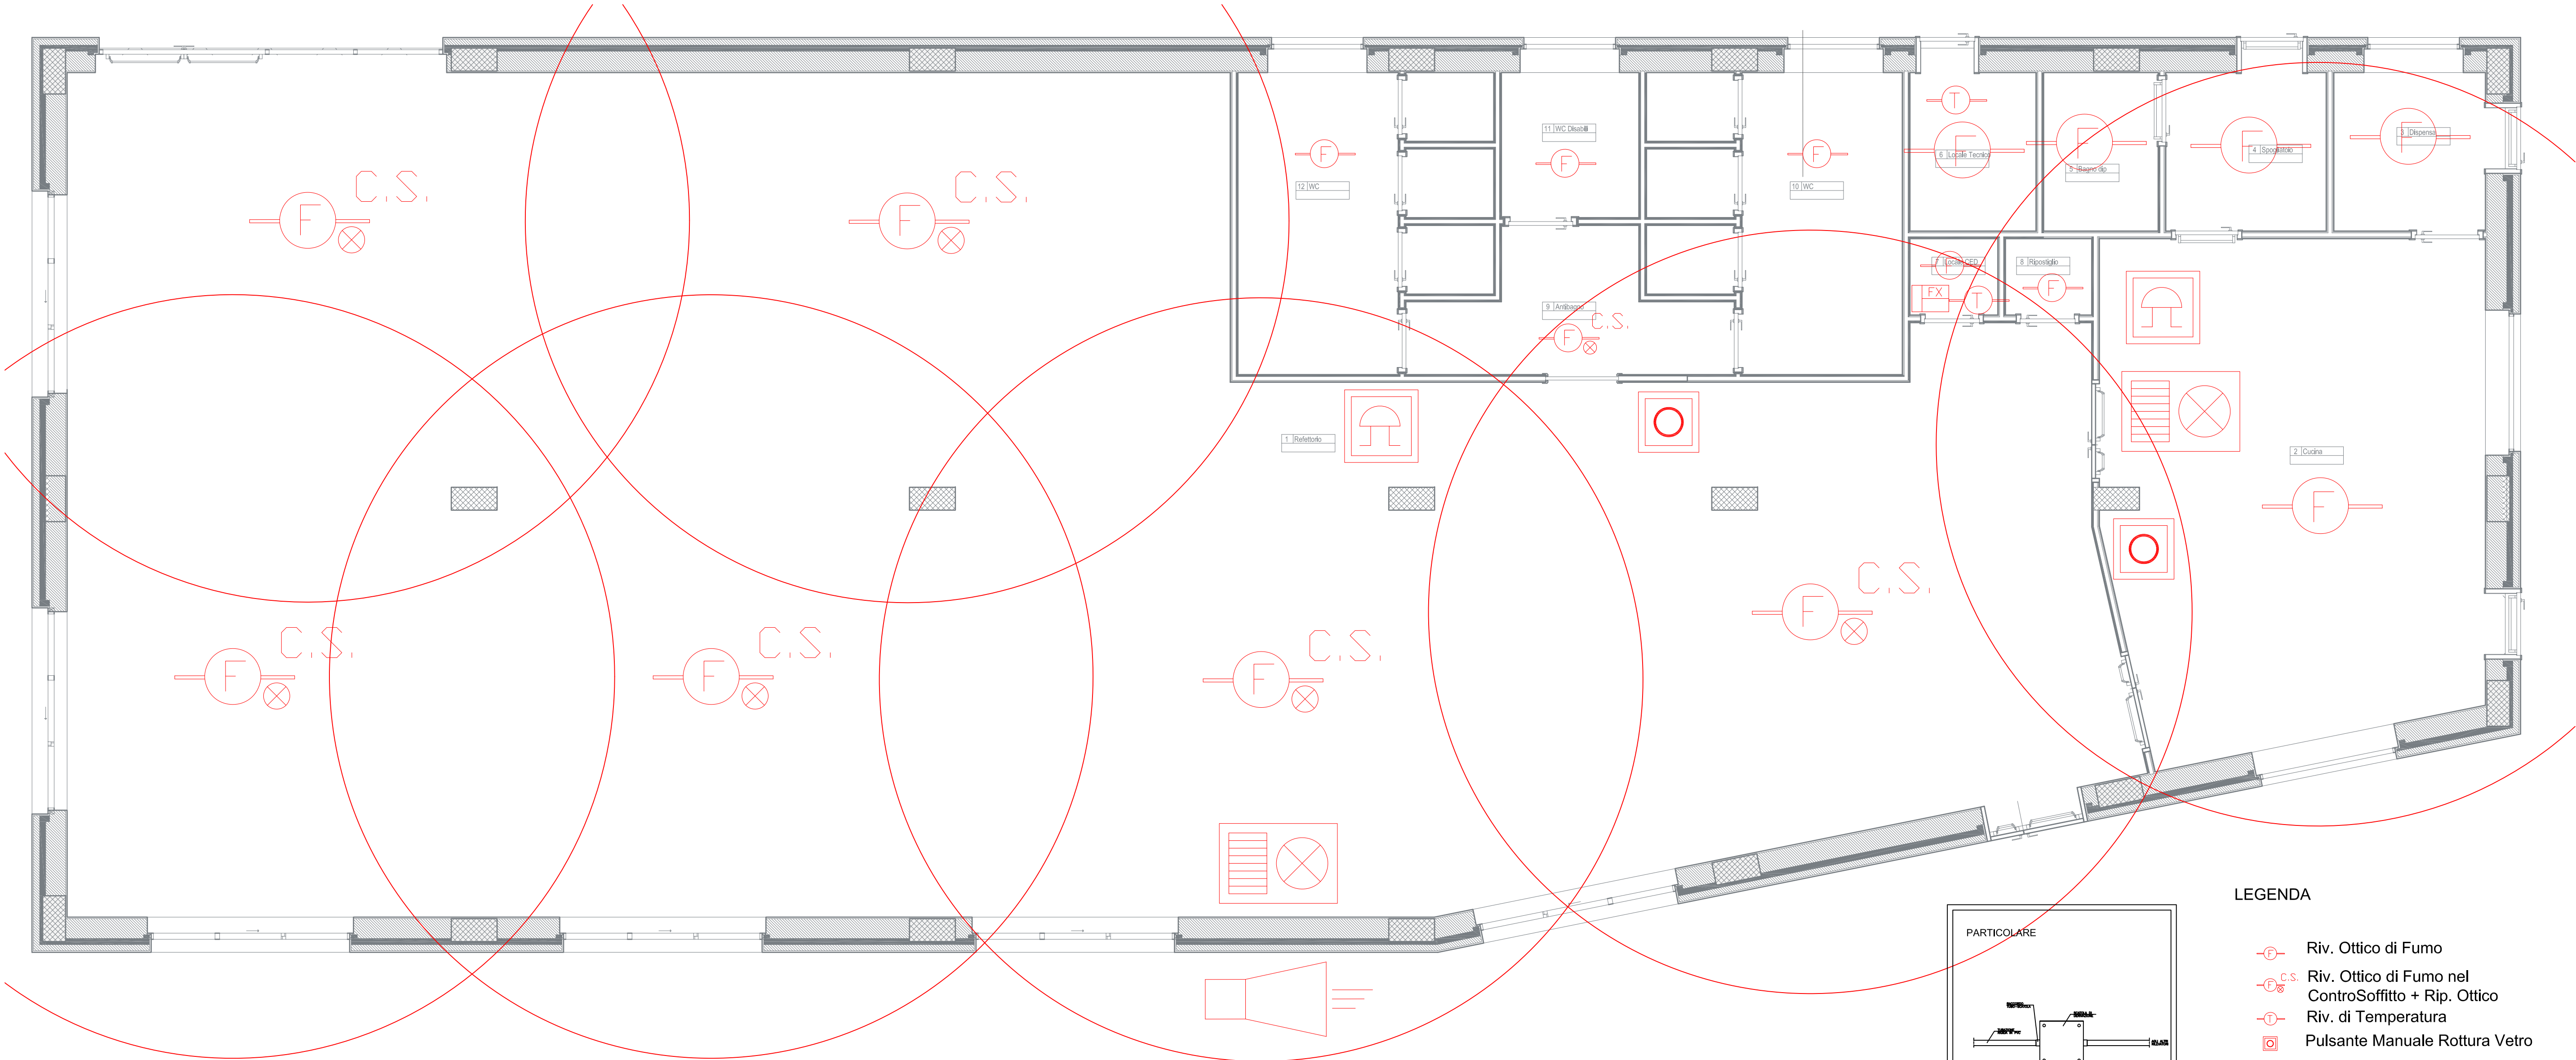 C.S.
C.S.
F
F
11 WC Disabili
F
12 WC
F
10 WC
T
F
6 Locale Tecnico
F
5 Bagno dip
F
4 Spogliatoio
F
3 Dispensa
7 Locale CED
F
FX
T
8 Ripostiglio
F
9 Antibagno
C.S.
F
1 Refettorio
2 Cucina
F
C.S.
F
C.S.
F
C.S.
F
C.S.
F
LEGENDA
PARTICOLARE
F
Riv. Ottico di Fumo
C.S.
F
Riv. Ottico di Fumo nel
ControSoffitto + Rip. Ottico
T
Riv. di Temperatura
Pulsante Manuale Rottura Vetro